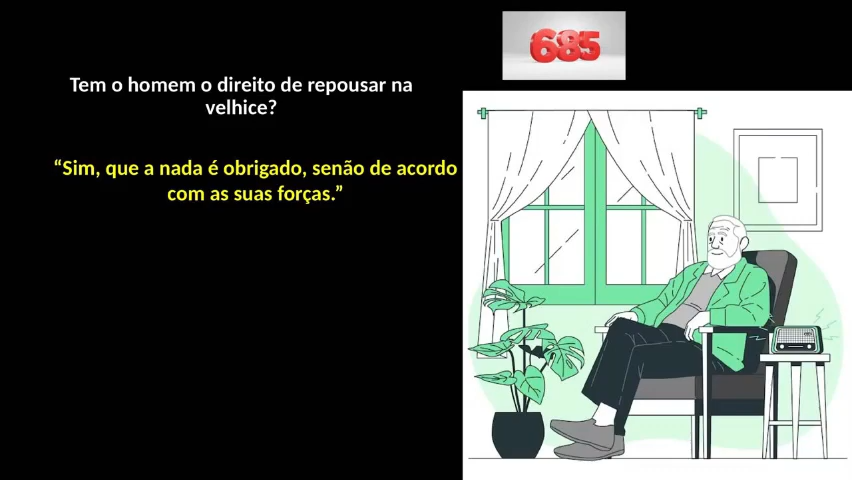 685
Tem o homem o direito de repousar na
velhice?
“Sim, que a nada é obrigado, senão de acordo
com as suas forças.”